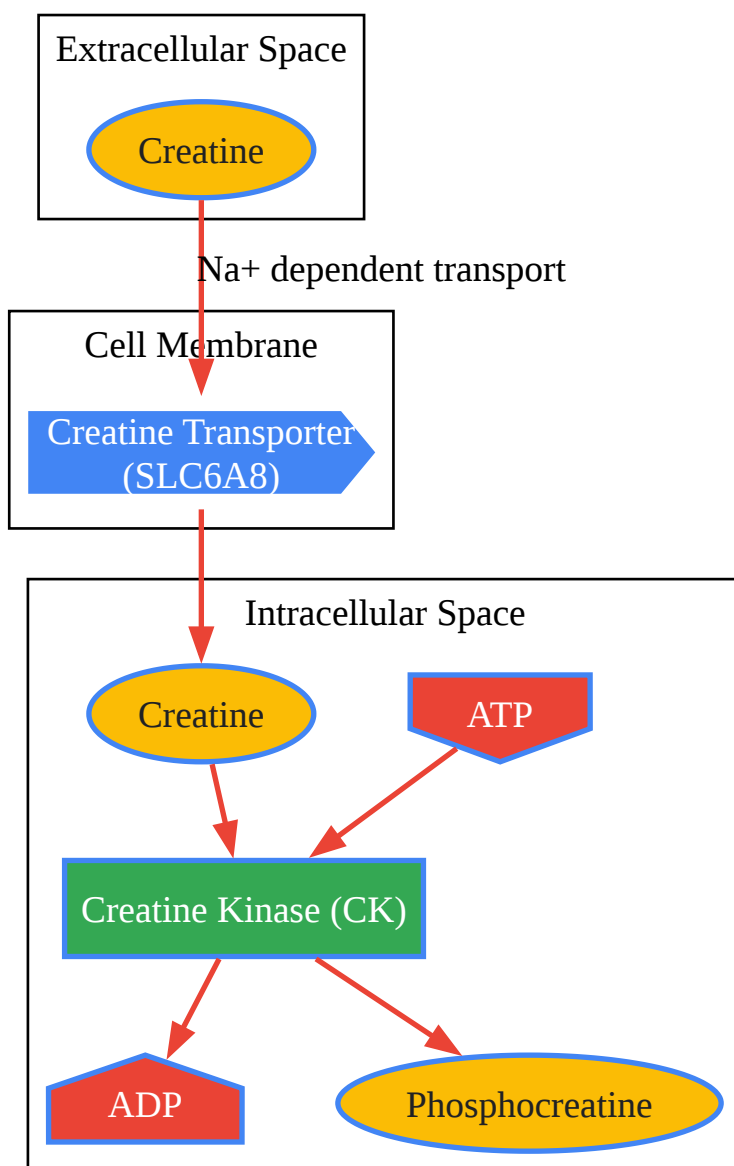 Extracellular Space
Creatine
Na+ dependent transport
Cell Membrane
Creatine Transporter
(SLC6A8)
Intracellular Space
Creatine
ATP
Creatine Kinase (CK)
ADP
Phosphocreatine